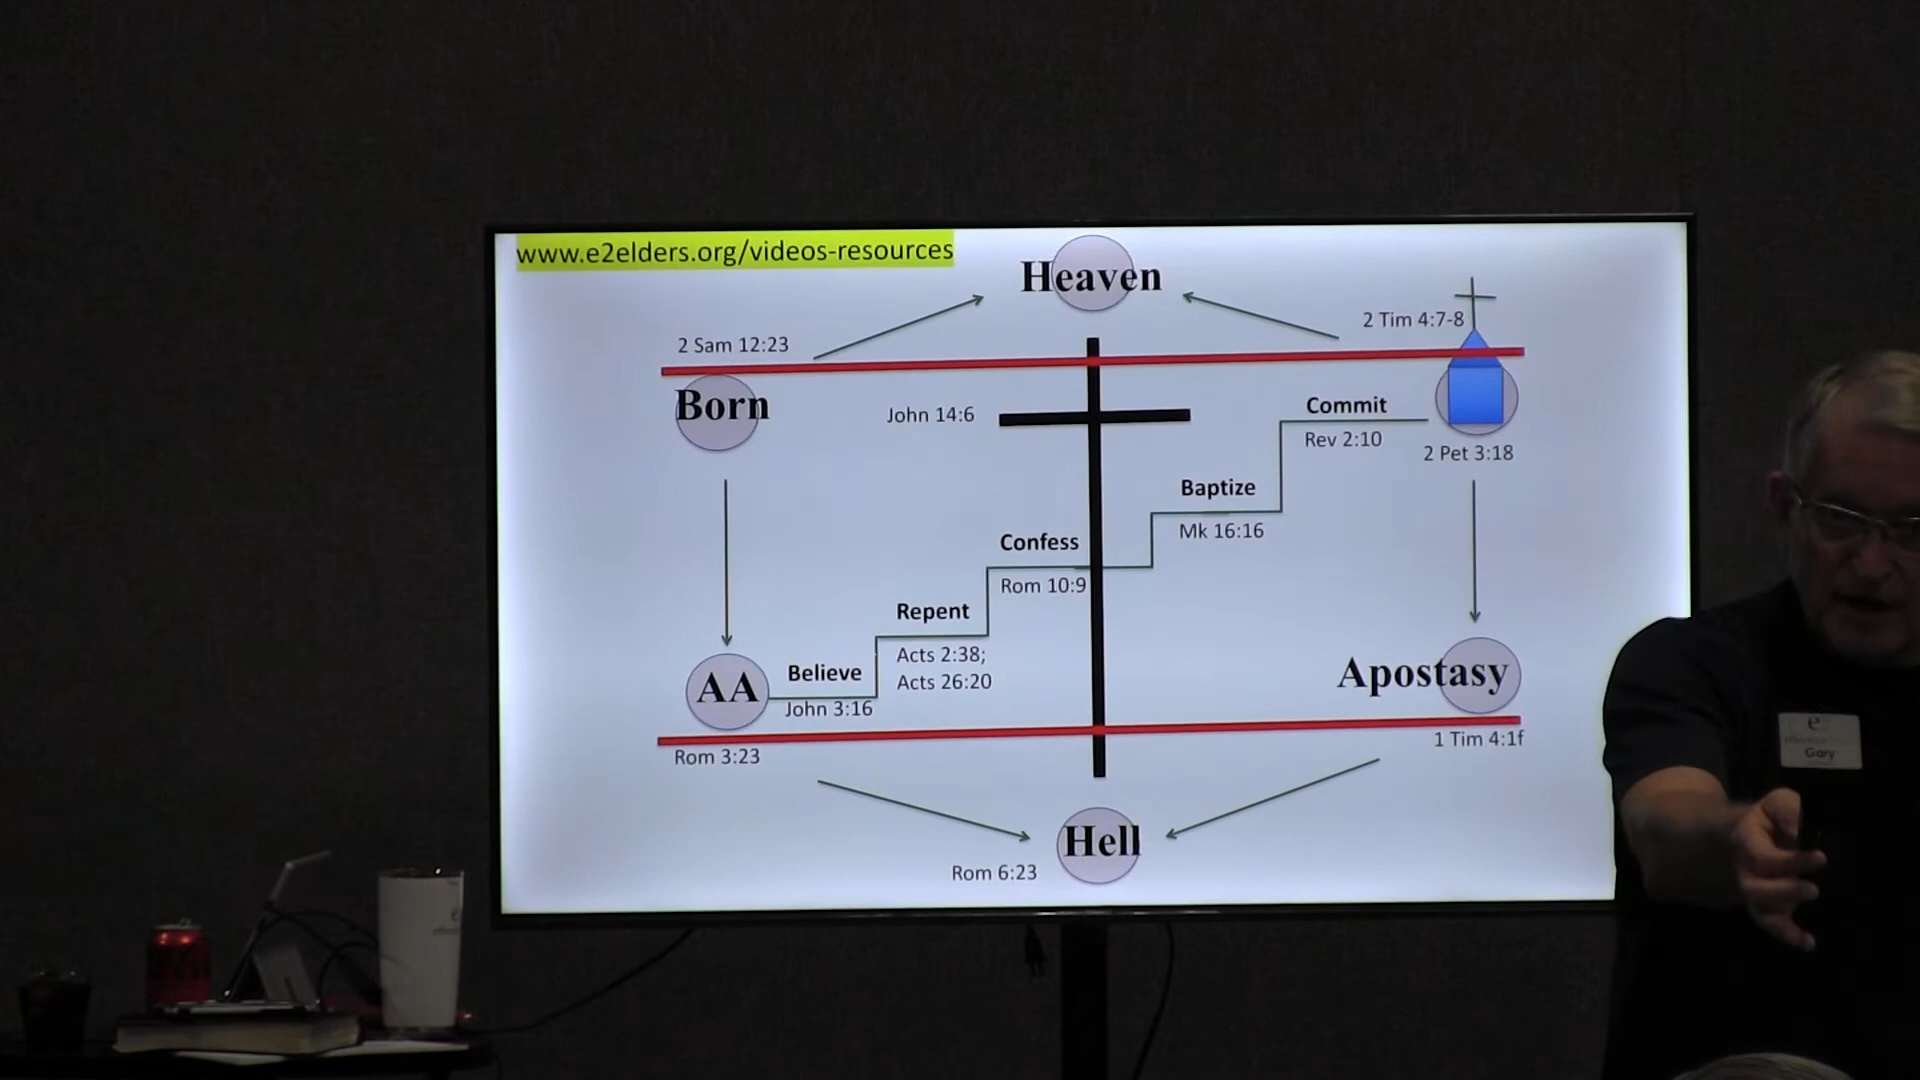 www.e2elders.org/videos-resources
Heaven
2 Tim 4:7-8
2 Sam 12:23
Born
John 14:6
Commit
Rev 2:10
2 Pet 3:18
Baptize
Mk 16:16
Confess
Rom 10:9
Repent
Acts 2:38;
Acts 26:20
Believe
John 3:16
AA
Apostasy
Rom 3:23
1 Tim 4:1f
Hell
Rom 6:23
e2
Gary